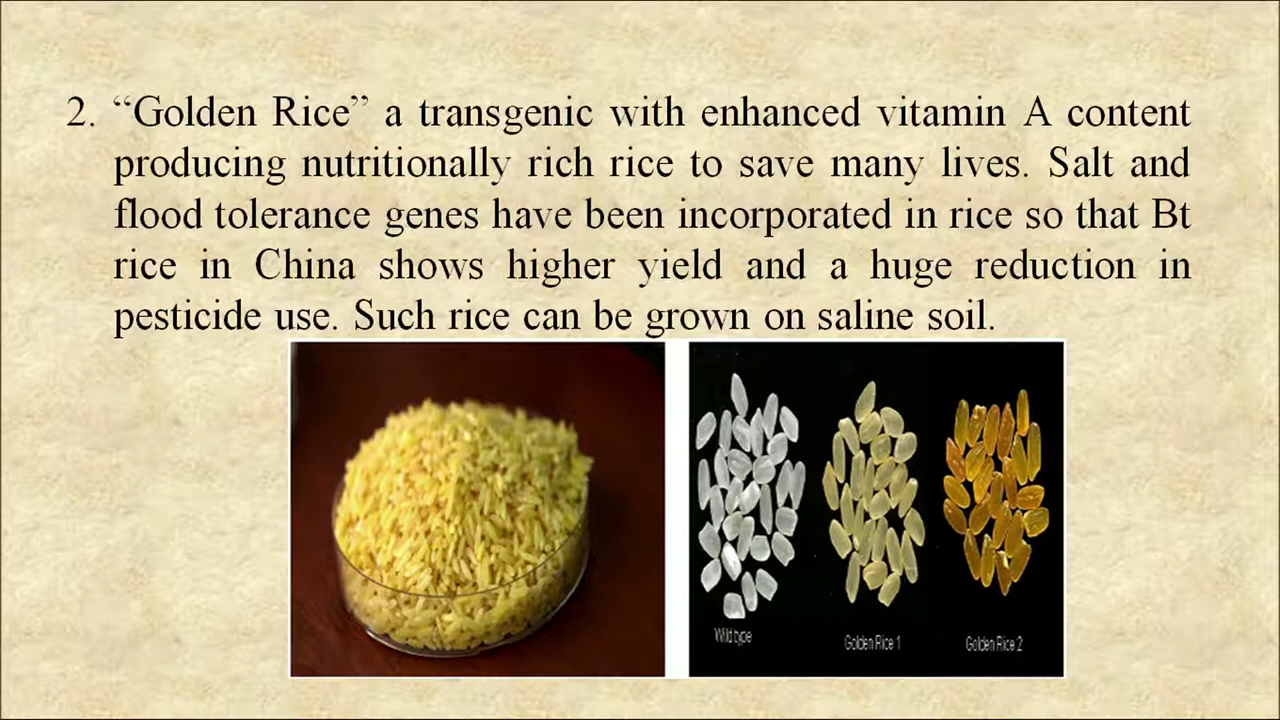 2. “Golden Rice” a transgenic with enhanced vitamin A content
producing nutritionally rich rice to save many lives. Salt and
flood tolerance genes have been incorporated in rice so that Bt
rice in China shows higher yield and a huge reduction in
pesticide use. Such rice can be grown on saline soil.
Wild type
Golden Rice 1
Golden Rice 2